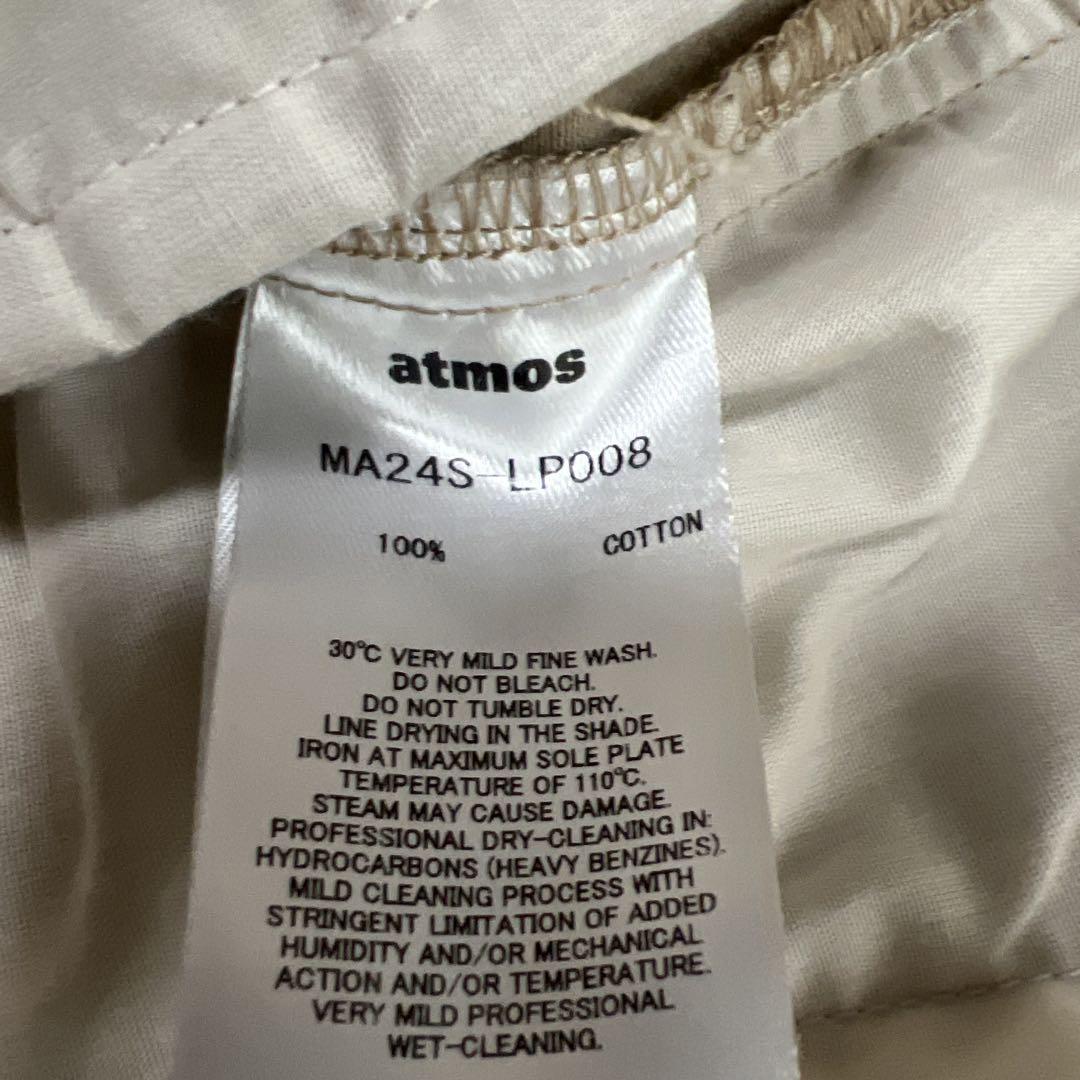 atmos
MA24S-LP008
100% COTTON
30℃ VERY MILD FINE WASH.
DO NOT BLEACH.
DO NOT TUMBLE DRY.
LINE DRYING IN THE SHADE.
IRON AT MAXIMUM SOLE PLATE
TEMPERATURE OF 110℃.
STEAM MAY CAUSE DAMAGE.
PROFESSIONAL DRY-CLEANING IN:
HYDROCARBONS (HEAVY BENZINES).
MILD CLEANING PROCESS WITH
STRINGENT LIMITATION OF ADDED
HUMIDITY AND/OR MECHANICAL
ACTION AND/OR TEMPERATURE.
VERY MILD PROFESSIONAL
WET-CLEANING.